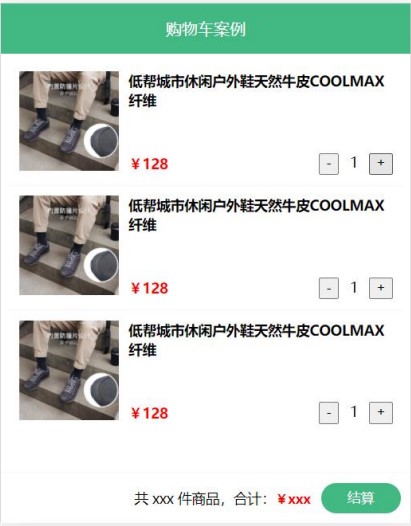 购物车案例
低帮城市休闲户外鞋天然牛皮COOLMAX
纤维
￥128
- 1 +
低帮城市休闲户外鞋天然牛皮COOLMAX
纤维
￥128
- 1 +
低帮城市休闲户外鞋天然牛皮COOLMAX
纤维
￥128
- 1 +
共 xxx 件商品，合计：￥xxx 结算